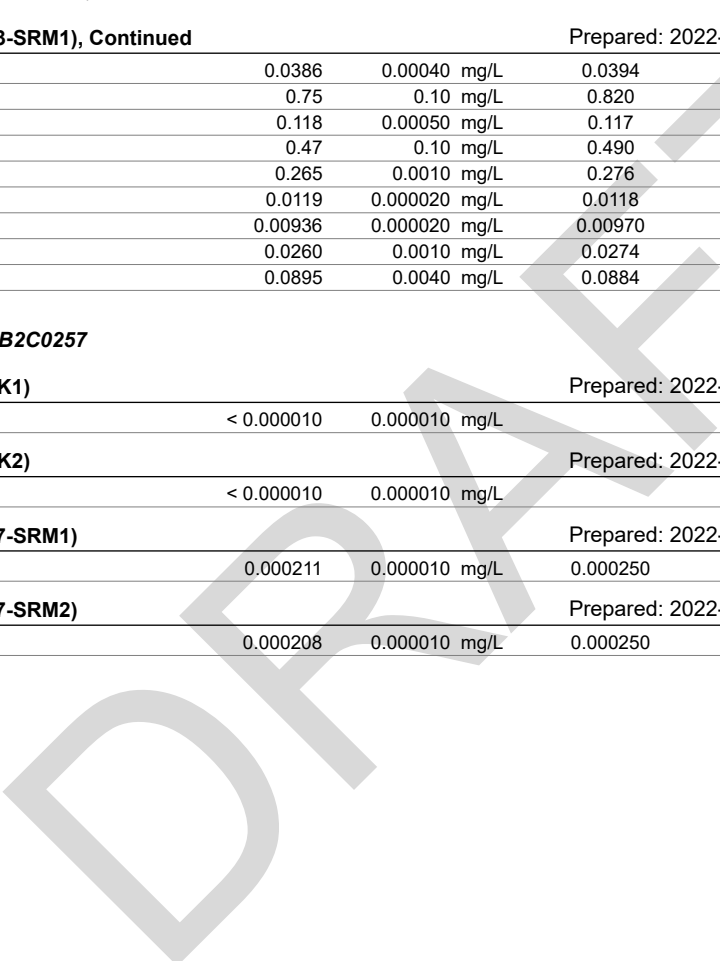 3-SRM1), Continued Prepared: 2022-
0.0386 0.00040 mg/L 0.0394
0.75 0.10 mg/L 0.820
0.118 0.00050 mg/L 0.117
0.47 0.10 mg/L 0.490
0.265 0.0010 mg/L 0.276
0.0119 0.000020 mg/L 0.0118
0.00936 0.000020 mg/L 0.00970
0.0260 0.0010 mg/L 0.0274
0.0895 0.0040 mg/L 0.0884
B2C0257
K1) Prepared: 2022-
< 0.000010 0.000010 mg/L
K2) Prepared: 2022-
< 0.000010 0.000010 mg/L
7-SRM1) Prepared: 2022-
0.000211 0.000010 mg/L 0.000250
7-SRM2) Prepared: 2022-
0.000208 0.000010 mg/L 0.000250
DRAFT